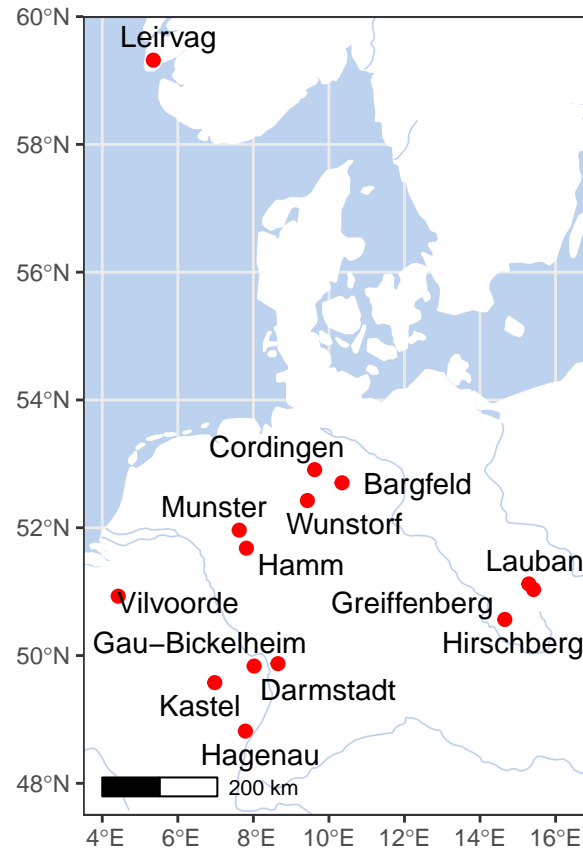 60°N
Leirvag
58°N
56°N
54°N
Cordingen
Bargfeld
Munster
Wunstorf
52°N
Hamm
Lauban
Vilvoorde
Greiffenberg
Gau−Bickelheim
Hirschberg
50°N
Darmstadt
Kastel
Hagenau
48°N
200 km
4°E 6°E 8°E 10°E 12°E 14°E 16°E